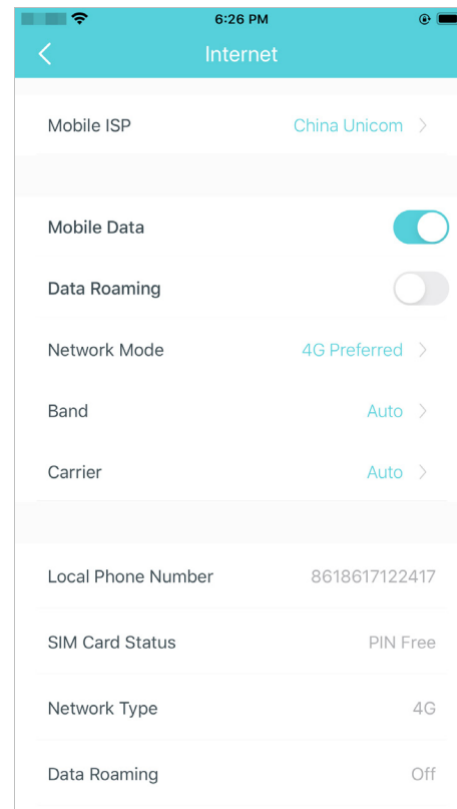 6:26 PM
Internet
Mobile ISP China Unicom
Mobile Data
Data Roaming
Network Mode 4G Preferred
Band Auto
Carrier Auto
Local Phone Number 8618617122417
SIM Card Status PIN Free
Network Type 4G
Data Roaming Off